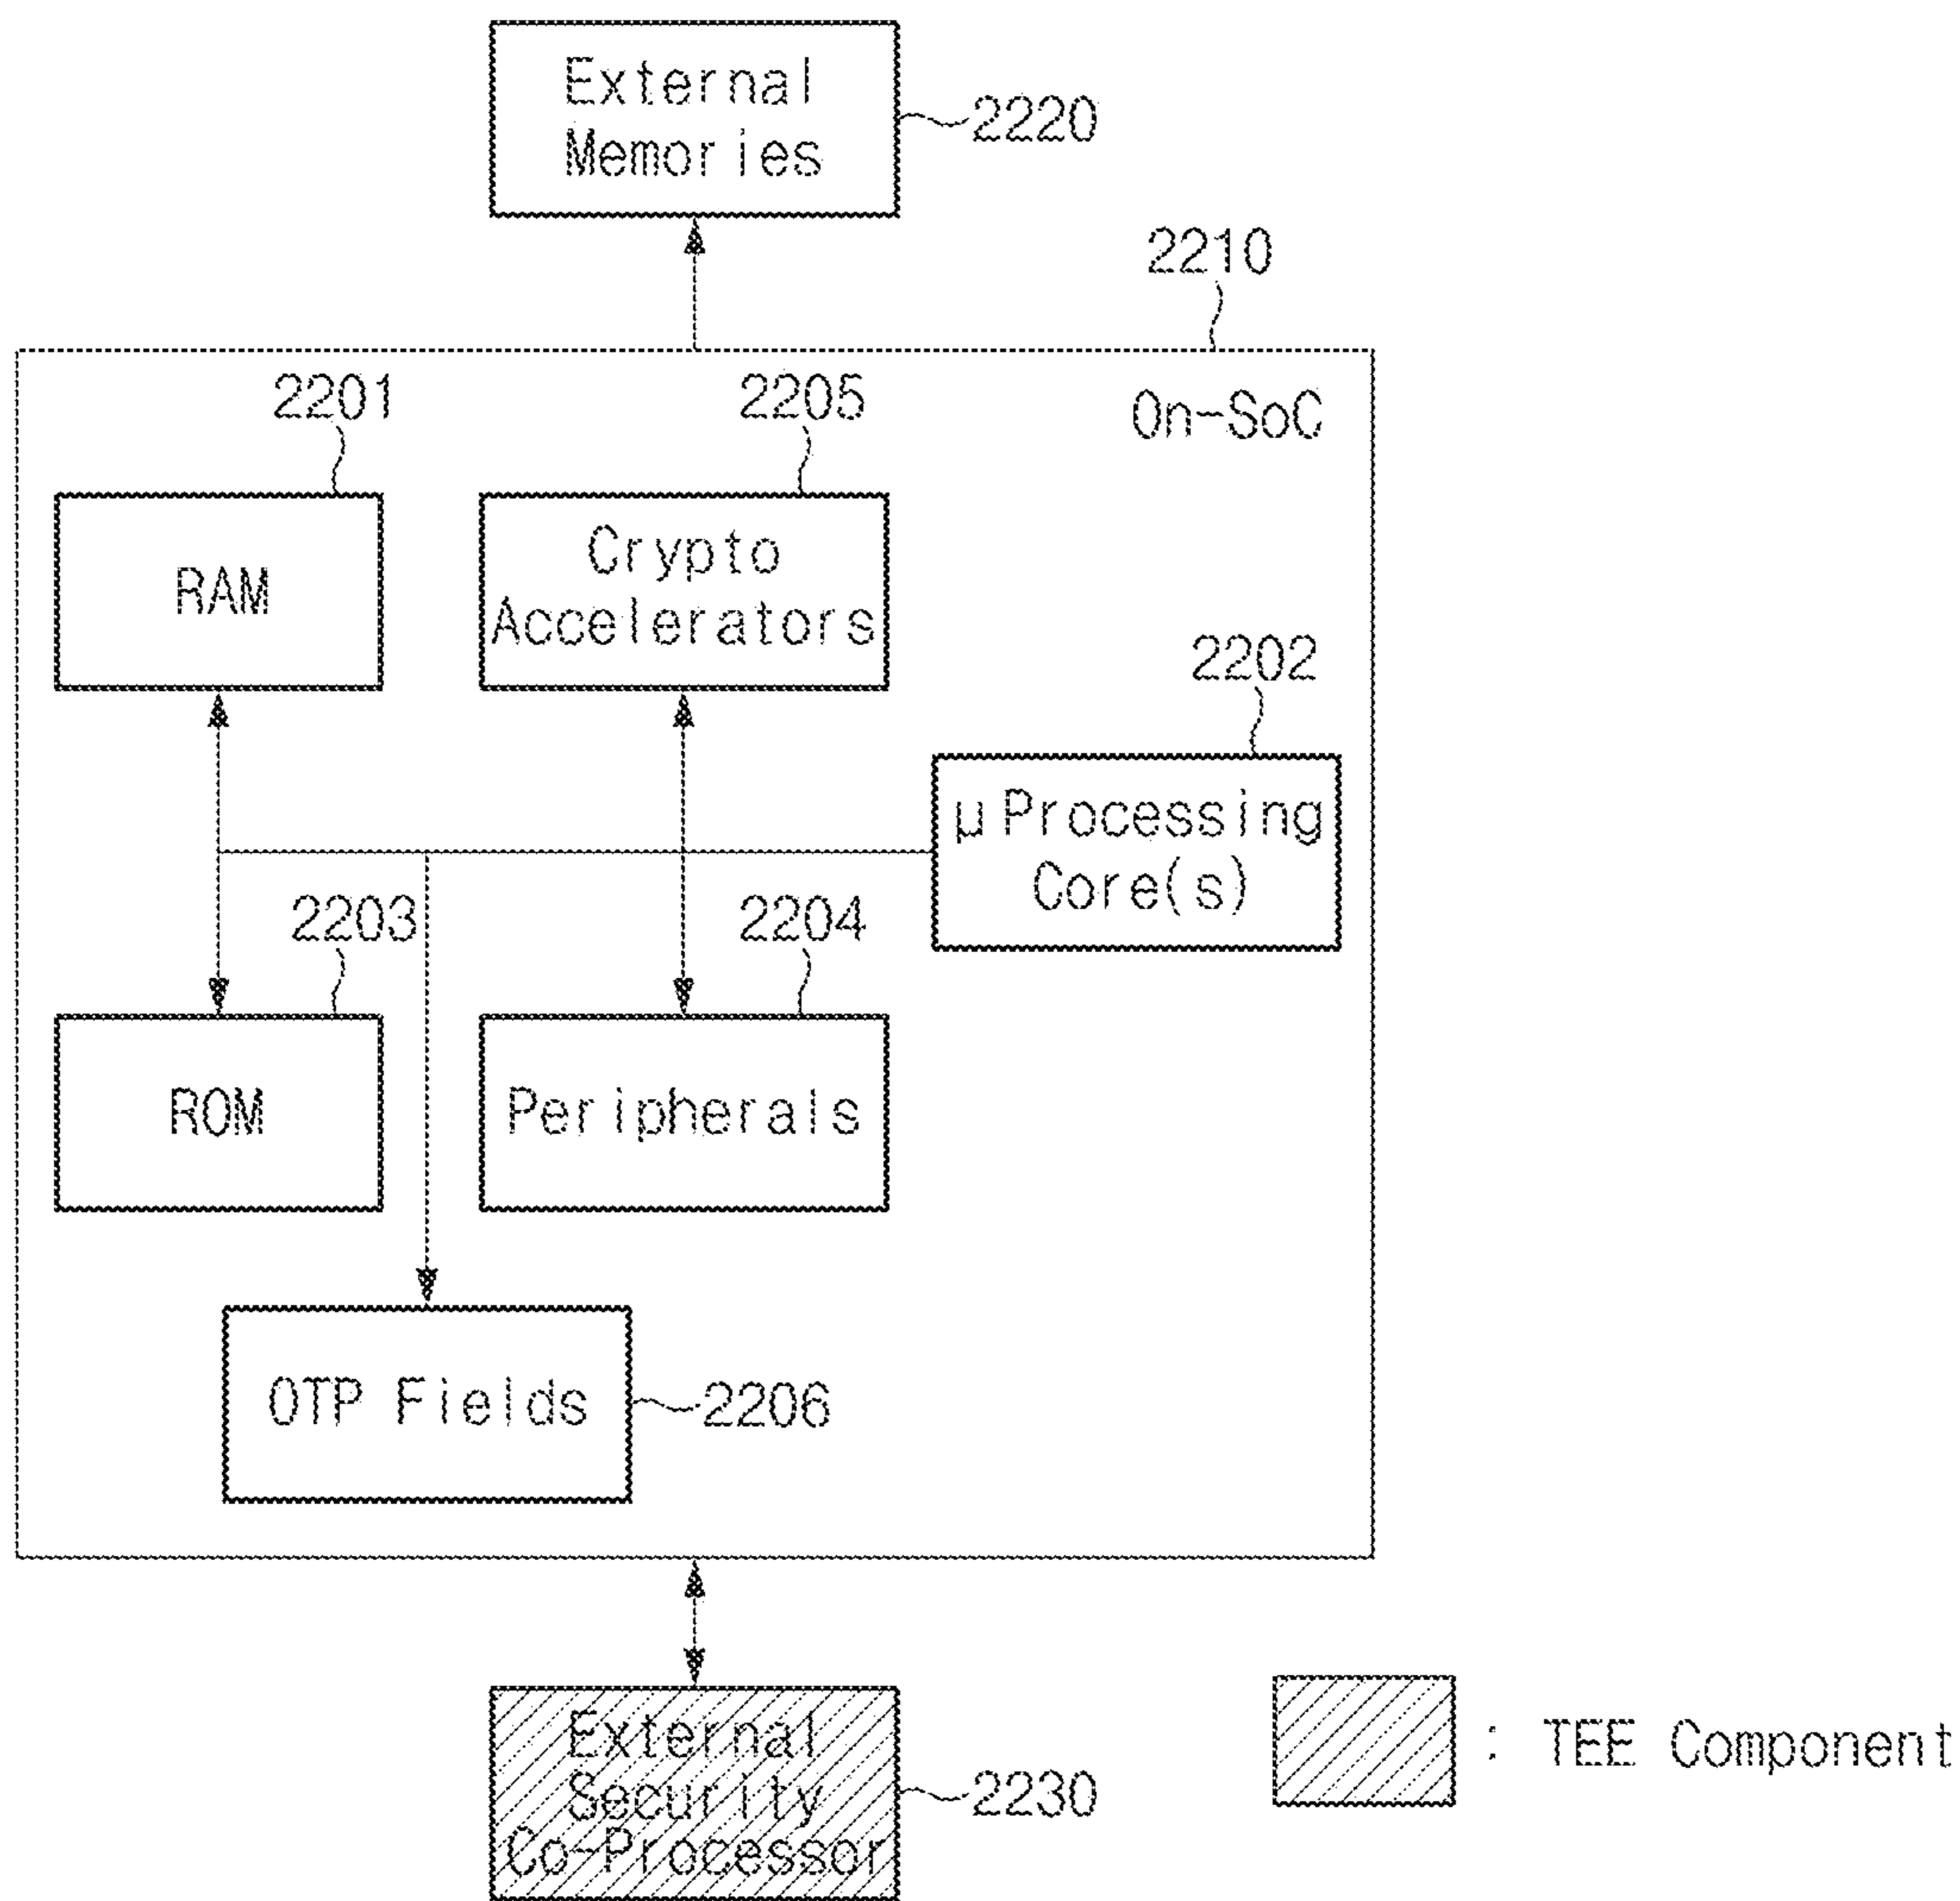 External
Memories
2220
2210
On-SoC
2201
2205
RAM
Crypto
Accelerators
2202
μ Processing
Core(s)
2203
2204
ROM
Peripherals
OTP Fields
2206
External
Security
Co-Processor
2230
: TEE Component